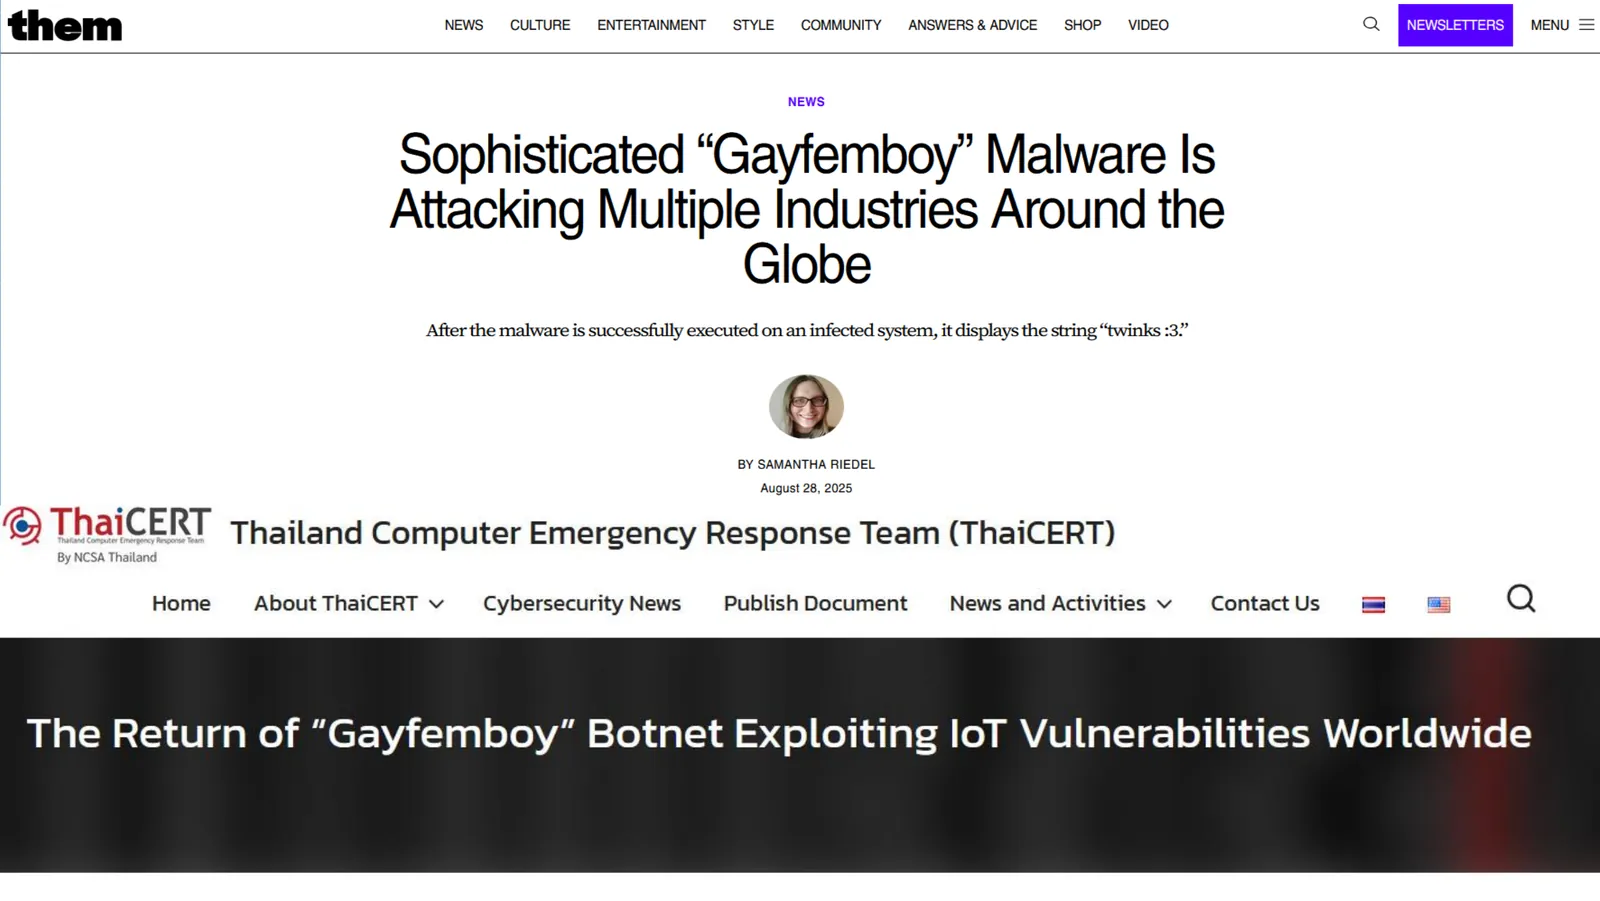 them
NEWS CULTURE ENTERTAINMENT STYLE COMMUNITY ANSWERS & ADVICE SHOP VIDEO NEWSLETTERS MENU
NEWS
Sophisticated “Gayfemboy” Malware Is
Attacking Multiple Industries Around the
Globe
After the malware is successfully executed on an infected system, it displays the string “twinks :3.”
BY SAMANTHA RIEDEL
August 28, 2025
ThaiCERT
Thailand Computer Emergency Response Team
By NCSA Thailand
Thailand Computer Emergency Response Team (ThaiCERT)
Home About ThaiCERT Cybersecurity News Publish Document News and Activities Contact Us
The Return of “Gayfemboy” Botnet Exploiting IoT Vulnerabilities Worldwide